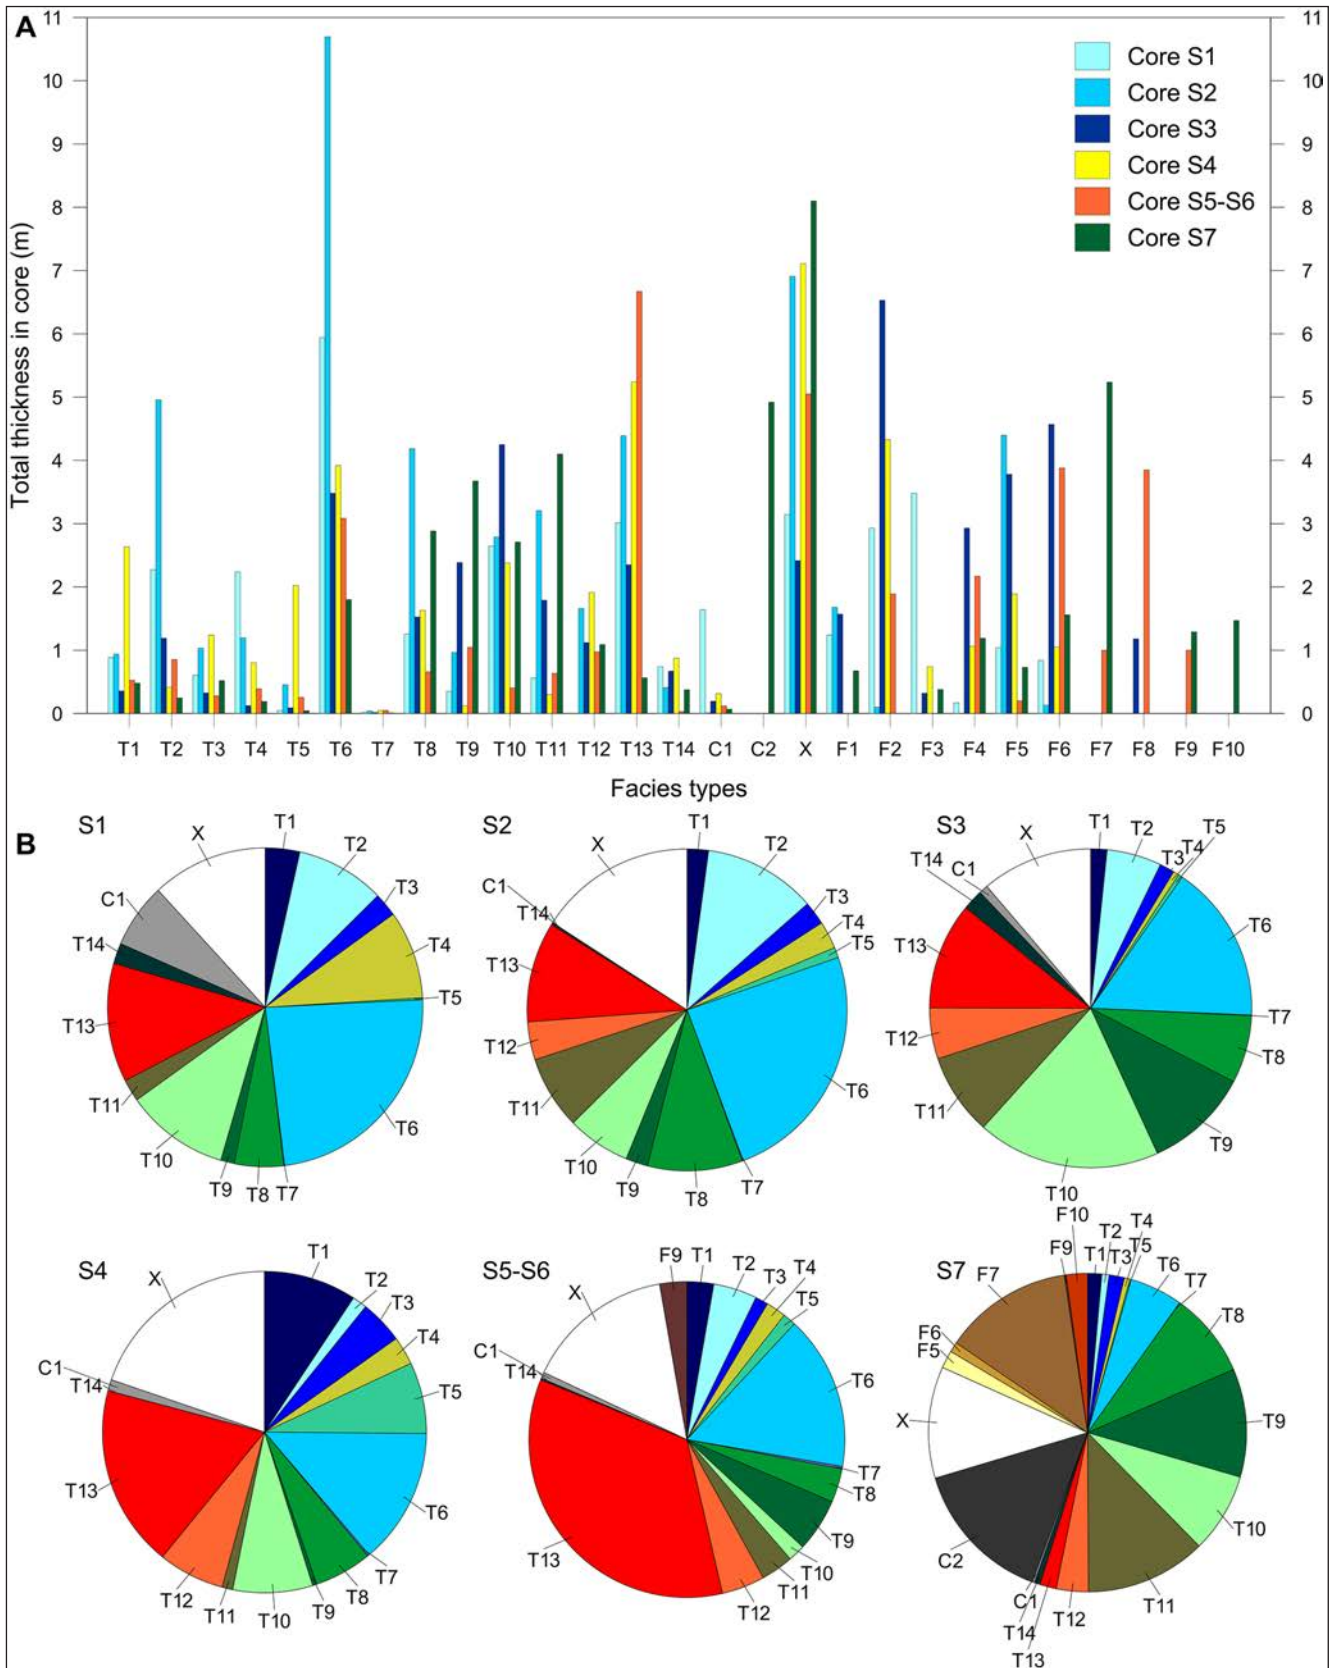 A
11
10
9
8
7
6
5
4
3
2
1
0
Total thickness in core (m)
11
10
9
8
7
6
5
4
3
2
1
0
Core S1
Core S2
Core S3
Core S4
Core S5-S6
Core S7
T1 T2 T3 T4 T5 T6 T7 T8 T9 T10 T11 T12 T13 T14 C1 C2 X F1 F2 F3 F4 F5 F6 F7 F8 F9 F10
Facies types
B
S1
T1
T2
T3
T4
T5
T6
T7
T8
T9
T10
T11
T13
T14
C1
X
S2
T1
T2
T3
T4
T5
T6
T7
T8
T9
T10
T11
T12
T13
T14
C1
X
S3
T1
T2
T3
T4
T5
T6
T7
T8
T9
T10
T11
T12
T13
T14
C1
X
S4
T1
T2
T3
T4
T5
T6
T7
T8
T9
T10
T11
T12
T13
T14
C1
X
S5-S6
T1
T2
T3
T4
T5
T6
T7
T8
T9
T10
T11
T12
T13
T14
C1
X
F9
S7
T1
T2
T3
T4
T5
T6
T7
T8
T9
T10
T11
T12
T13
T14
C1
C2
X
F5
F6
F7
F9
F10